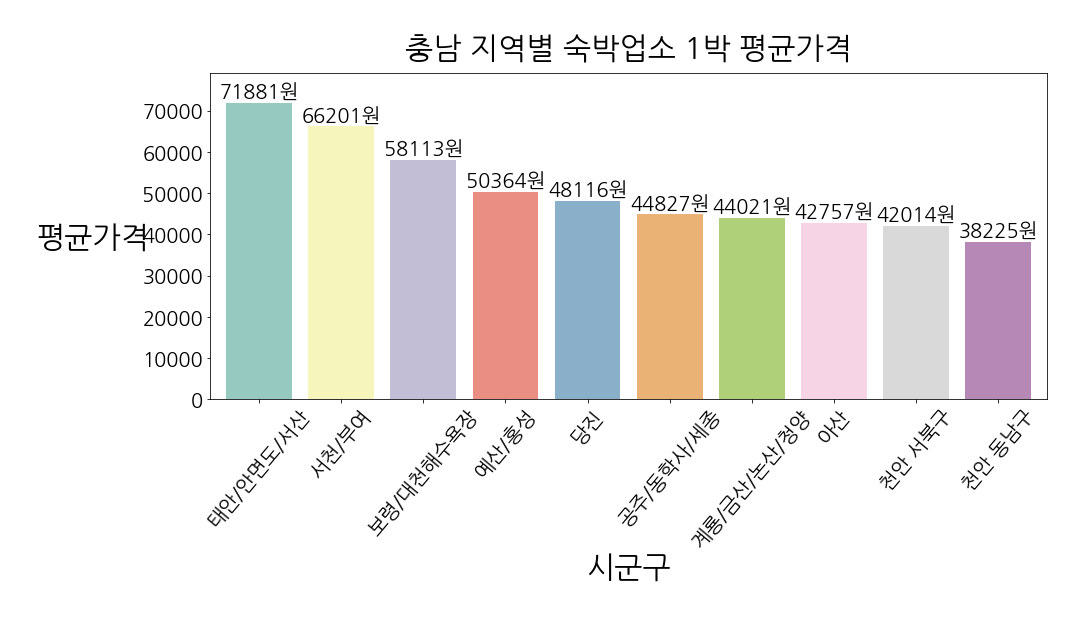 충남 지역별 숙박업소 1박 평균가격
평균가격
70000
60000
50000
40000
30000
20000
10000
0
71881원
66201원
58113원
50364원
48116원
44827원
44021원
42757원
42014원
38225원
태안/안면도/서산
서천/부여
보령/대천해수욕장
예산/홍성
당진
공주/동학사/세종
계룡/금산/논산/청양
아산
천안 서북구
천안 동남구
시군구